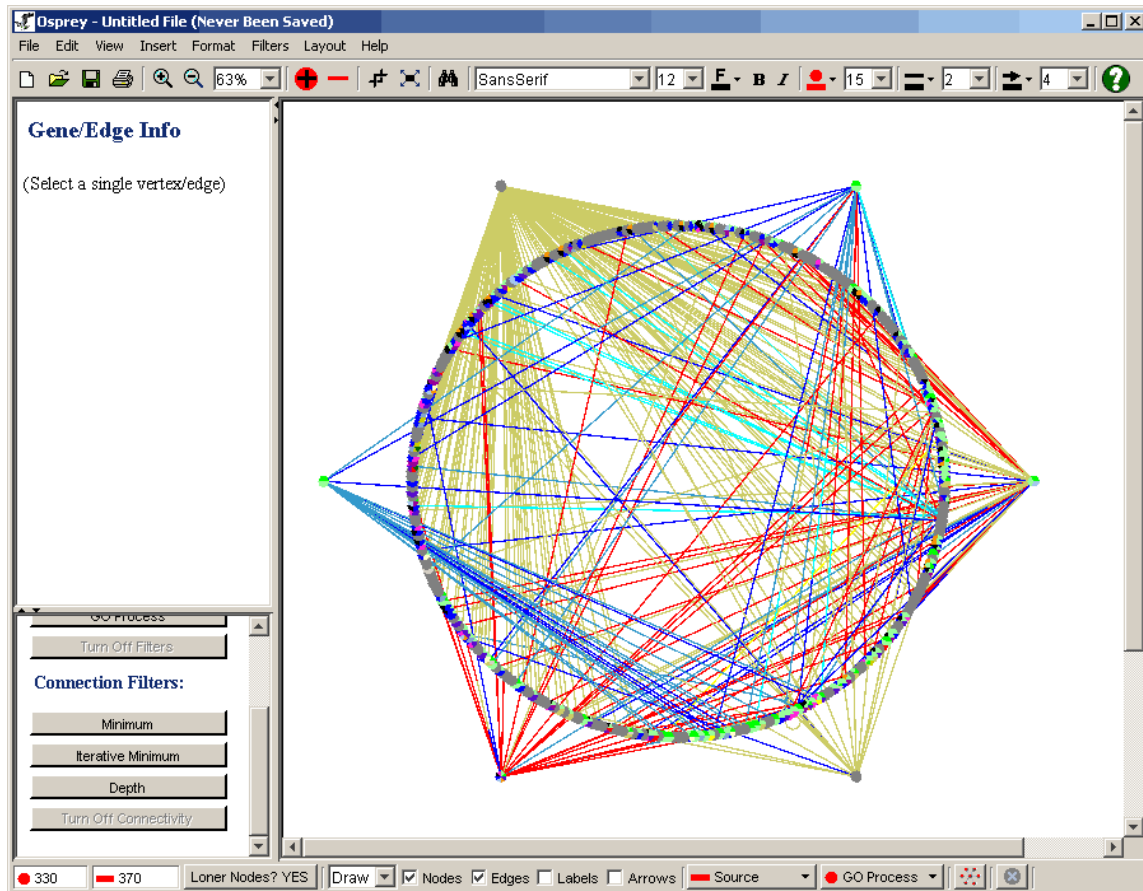 Osprey - Untitled File (Never Been Saved)
File Edit View Insert Format Filters Layout Help
63% SansSerif 12 F B I 15 2 4 ?
Gene/Edge Info
(Select a single vertex/edge)
GO Process
Turn Off Filters
Connection Filters:
Minimum
Iterative Minimum
Depth
Turn Off Connectivity
330 370 Loner Nodes? YES Draw Nodes Edges Labels Arrows Source GO Process